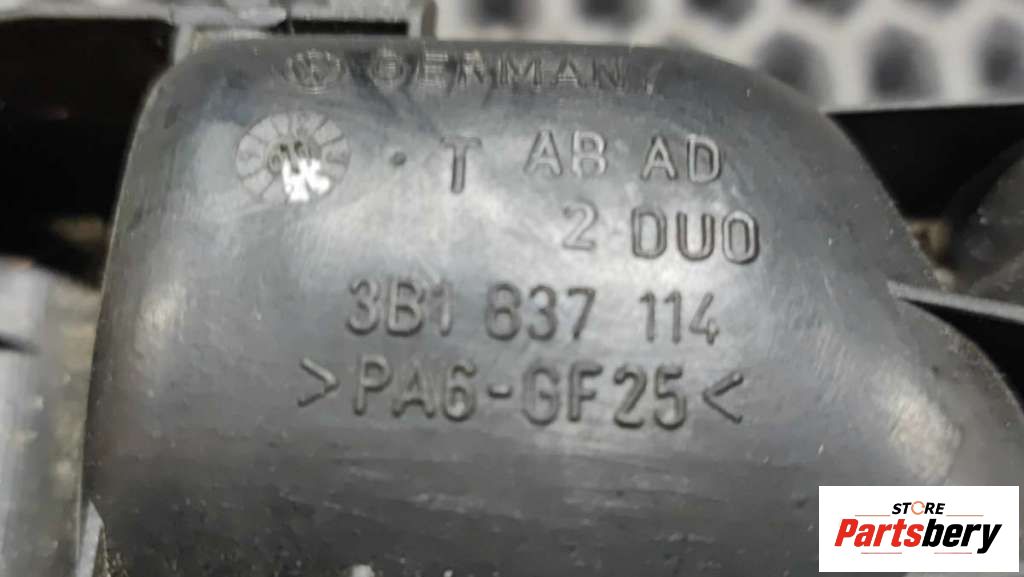 GERMANY
T AB AD
2 DUO
3B1 837 114
>PA6-GF25<
STORE
Partsbery